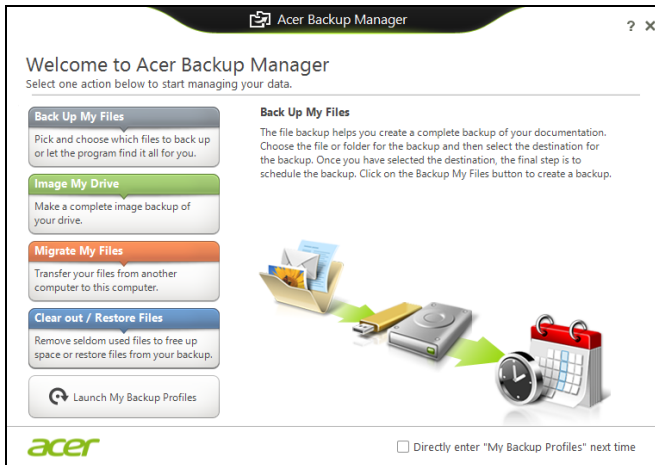 Acer Backup Manager
? X
Welcome to Acer Backup Manager
Select one action below to start managing your data.
Back Up My Files
Pick and choose which files to back up
or let the program find it all for you.
Image My Drive
Make a complete image backup of
your drive.
Migrate My Files
Transfer your files from another
computer to this computer.
Clear out / Restore Files
Remove seldom used files to free up
space or restore files from your backup.
Launch My Backup Profiles
Back Up My Files
The file backup helps you create a complete backup of your documentation.
Choose the file or folder for the backup and then select the destination for
the backup. Once you have selected the destination, the final step is to
schedule the backup. Click on the Backup My Files button to create a backup.
acer
Directly enter "My Backup Profiles" next time